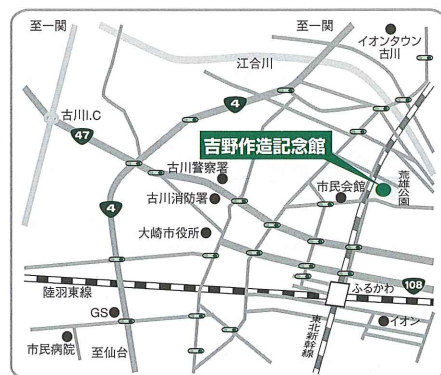 至一関
至一関
イオンタウン
古川
江合川
古川I.C
47
4
吉野作造記念館
荒雄公園
古川警察署
市民会館
古川消防署
4
大崎市役所
108
陸羽東線
ふるかわ
GS
東北新幹線
イオン
市民病院
至仙台